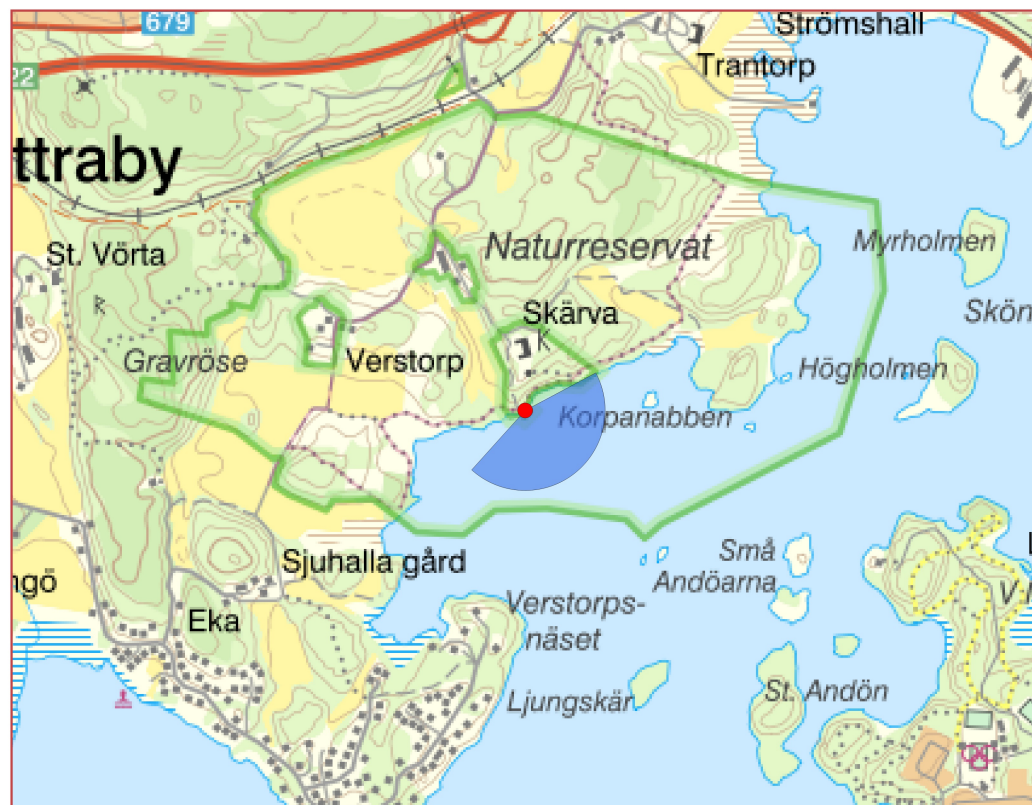 679
Strömshall
Trantorp
22
ttraby
St. Vörta
R
Naturreservat
Myrholmen
Skärva
K
Skön
Gravröse
Verstorp
Högholmen
Korpanabben
Små
Andöarna
Sjuhalla gård
ngö
Eka
Verstorps-
näset
V
Ljungskär
St. Andön